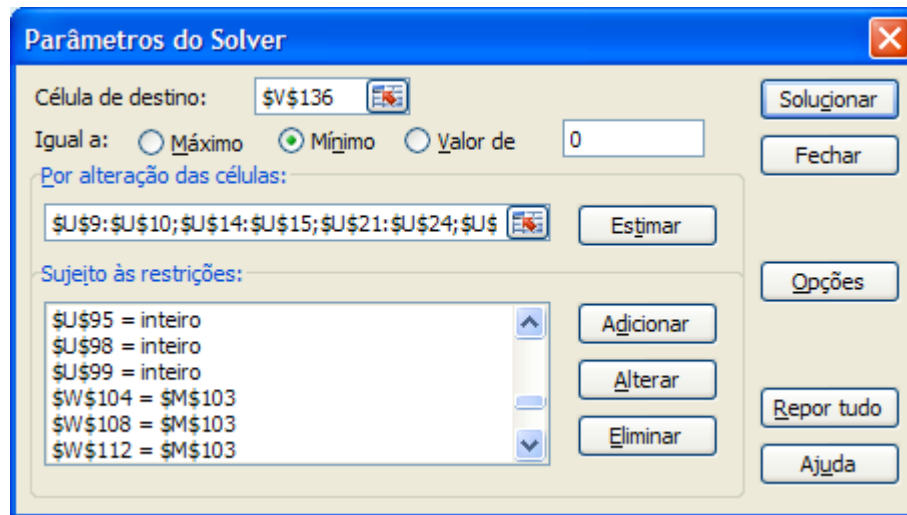 Parâmetros do Solver
Célula de destino: $V$136
Solucionar
Igual a: Máximo Mínimo Valor de 0
Fechar
Por alteração das células:
$U$9:$U$10;$U$14:$U$15;$U$21:$U$24;$U$
Estimar
Sujeito às restrições:
Opções
$U$95 = inteiro
$U$98 = inteiro
$U$99 = inteiro
$W$104 = $M$103
$W$108 = $M$103
$W$112 = $M$103
Adicionar
Alterar
Eliminar
Repor tudo
Ajuda